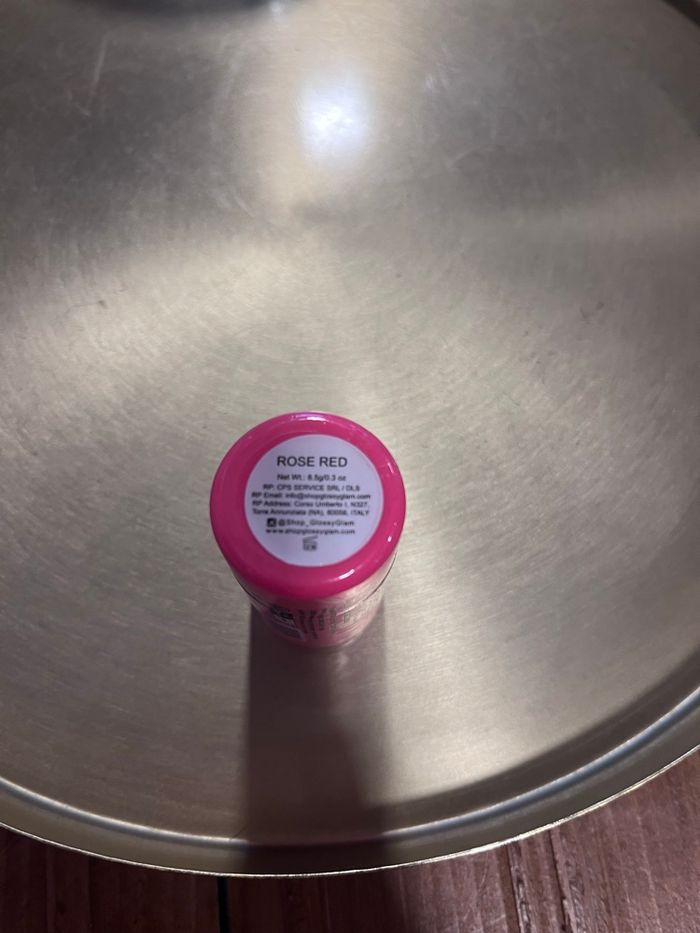 ROSE RED
Net Wt.: 8.5g/0.3 oz
RP: CPS SERVICE SRL / DLS
RP Email: info@shopglossyglam.com
RP Address: Corso Umberto I, N327,
Torre Annunziata (NA), 80058, ITALY
@Shop_GlossyGlam
www.shopglossyglam.com